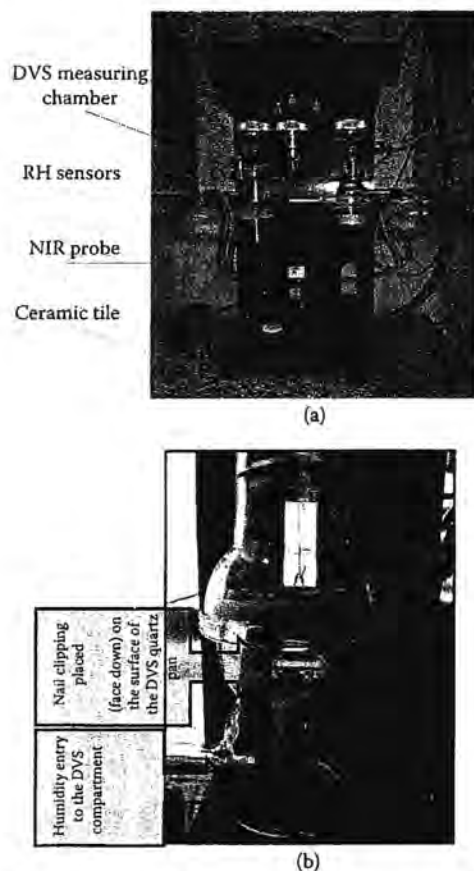 DVS measuring
chamber
RH sensors
NIR probe
Ceramic tile
(a)
Nail clipping
placed
(face down) on
the surface of
the DVS quartz
pan
Humidity entry
to the DVS
compartment
(b)